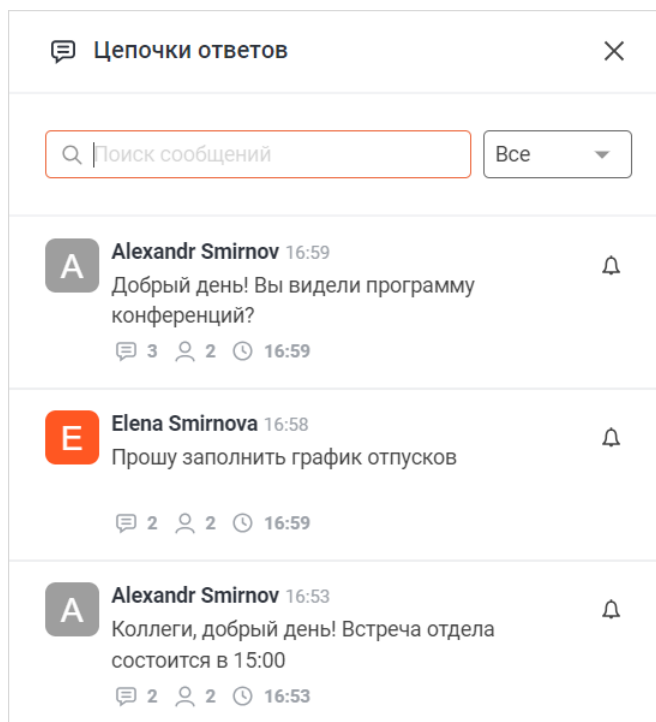 Цепочки ответов
Поиск сообщений
Все
A
Alexandr Smirnov 16:59
Добрый день! Вы видели программу
конференций?
3 2 16:59
E
Elena Smirnova 16:58
Прошу заполнить график отпусков
2 2 16:59
A
Alexandr Smirnov 16:53
Коллеги, добрый день! Встреча отдела
состоится в 15:00
2 2 16:53